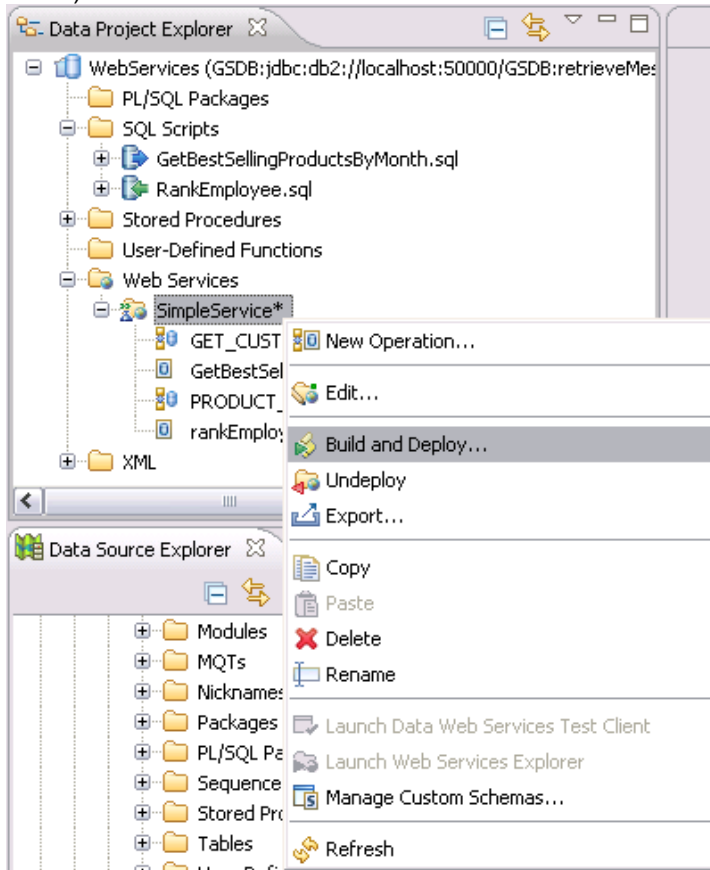 Data Project Explorer
WebServices (GSDB:jdbc:db2://localhost:50000/GSDB:retrieveMes
PL/SQL Packages
SQL Scripts
GetBestSellingProductsByMonth.sql
RankEmployee.sql
Stored Procedures
User-Defined Functions
Web Services
SimpleService*
GET_CUST
GetBestSel
PRODUCT_
rankEmploy
XML
New Operation...
Edit...
Build and Deploy...
Undeploy
Export...
Copy
Paste
Delete
Rename
Launch Data Web Services Test Client
Launch Web Services Explorer
Manage Custom Schemas...
Refresh
Data Source Explorer
Modules
MQTs
Nicknames
Packages
PL/SQL Pa
Sequence
Stored Pro
Tables